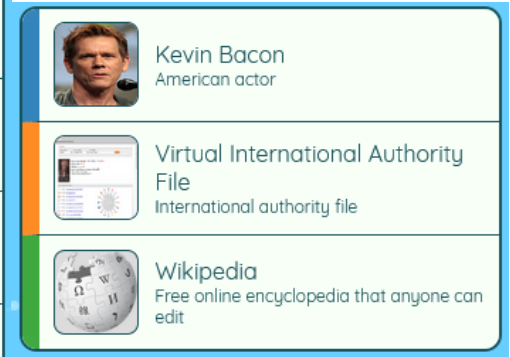 Kevin Bacon
American actor
Virtual International Authority
File
International authority file
Wikipedia
Free online encyclopedia that anyone can
edit